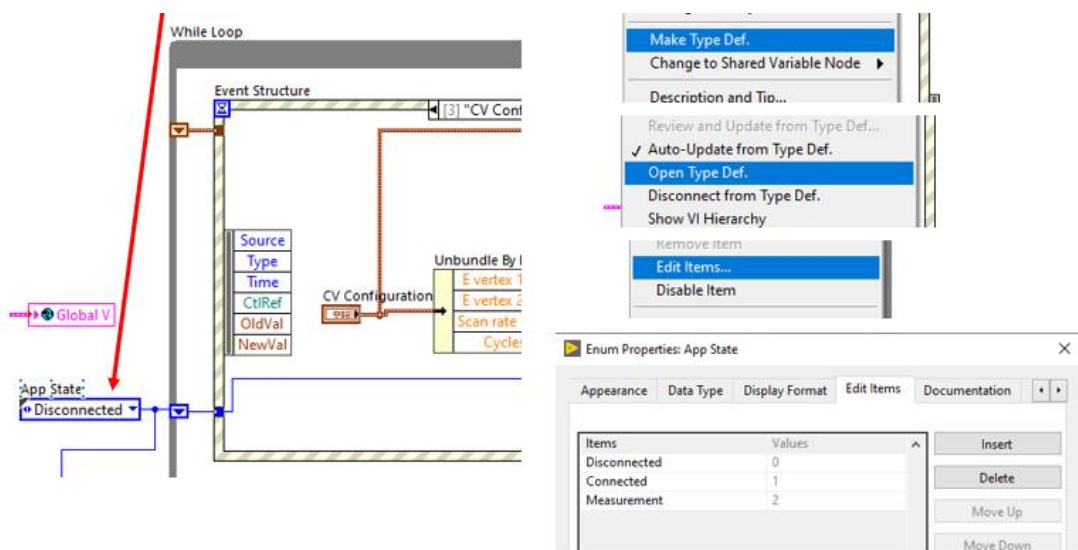 While Loop
Event Structure
[3] "CV Conf
Source
Type
Time
CtlRef
OldVal
NewVal
CV Configuration
Unbundle By
E vertex 1
E vertex 2
Scan rate
Cycles
Global V
App State
Disconnected
Make Type Def.
Change to Shared Variable Node
Description and Tip...
Review and Update from Type Def...
✓ Auto-Update from Type Def.
Open Type Def.
Disconnect from Type Def.
Show VI Hierarchy
Remove Item
Edit Items...
Disable Item
Enum Properties: App State
Appearance Data Type Display Format Edit Items Documentation
Items Values
Disconnected 0
Connected 1
Measurement 2
Insert
Delete
Move Up
Move Down